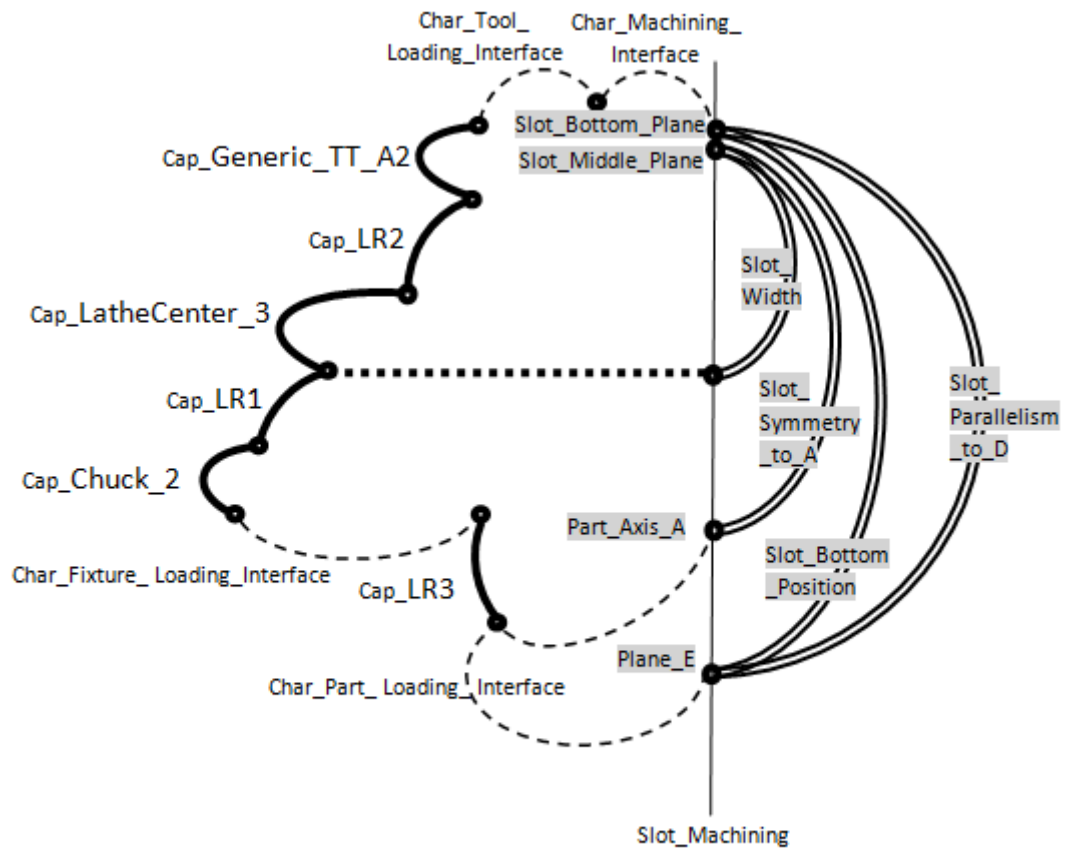 Char_Tool_
Loading_Interface
Char_Machining_
Interface
Slot_Bottom_Plane
Cap_Generic_TT_A2
Slot_Middle_Plane
Cap_LR2
Slot_
Width
Cap_LatheCenter_3
Cap_LR1
Slot_
Symmetry
_to_A
Slot_
Parallelism
_to_D
Cap_Chuck_2
Part_Axis_A
Char_Fixture_ Loading_Interface
Slot_Bottom
_Position
Cap_LR3
Plane_E
Char_Part_ Loading_ Interface
Slot_Machining